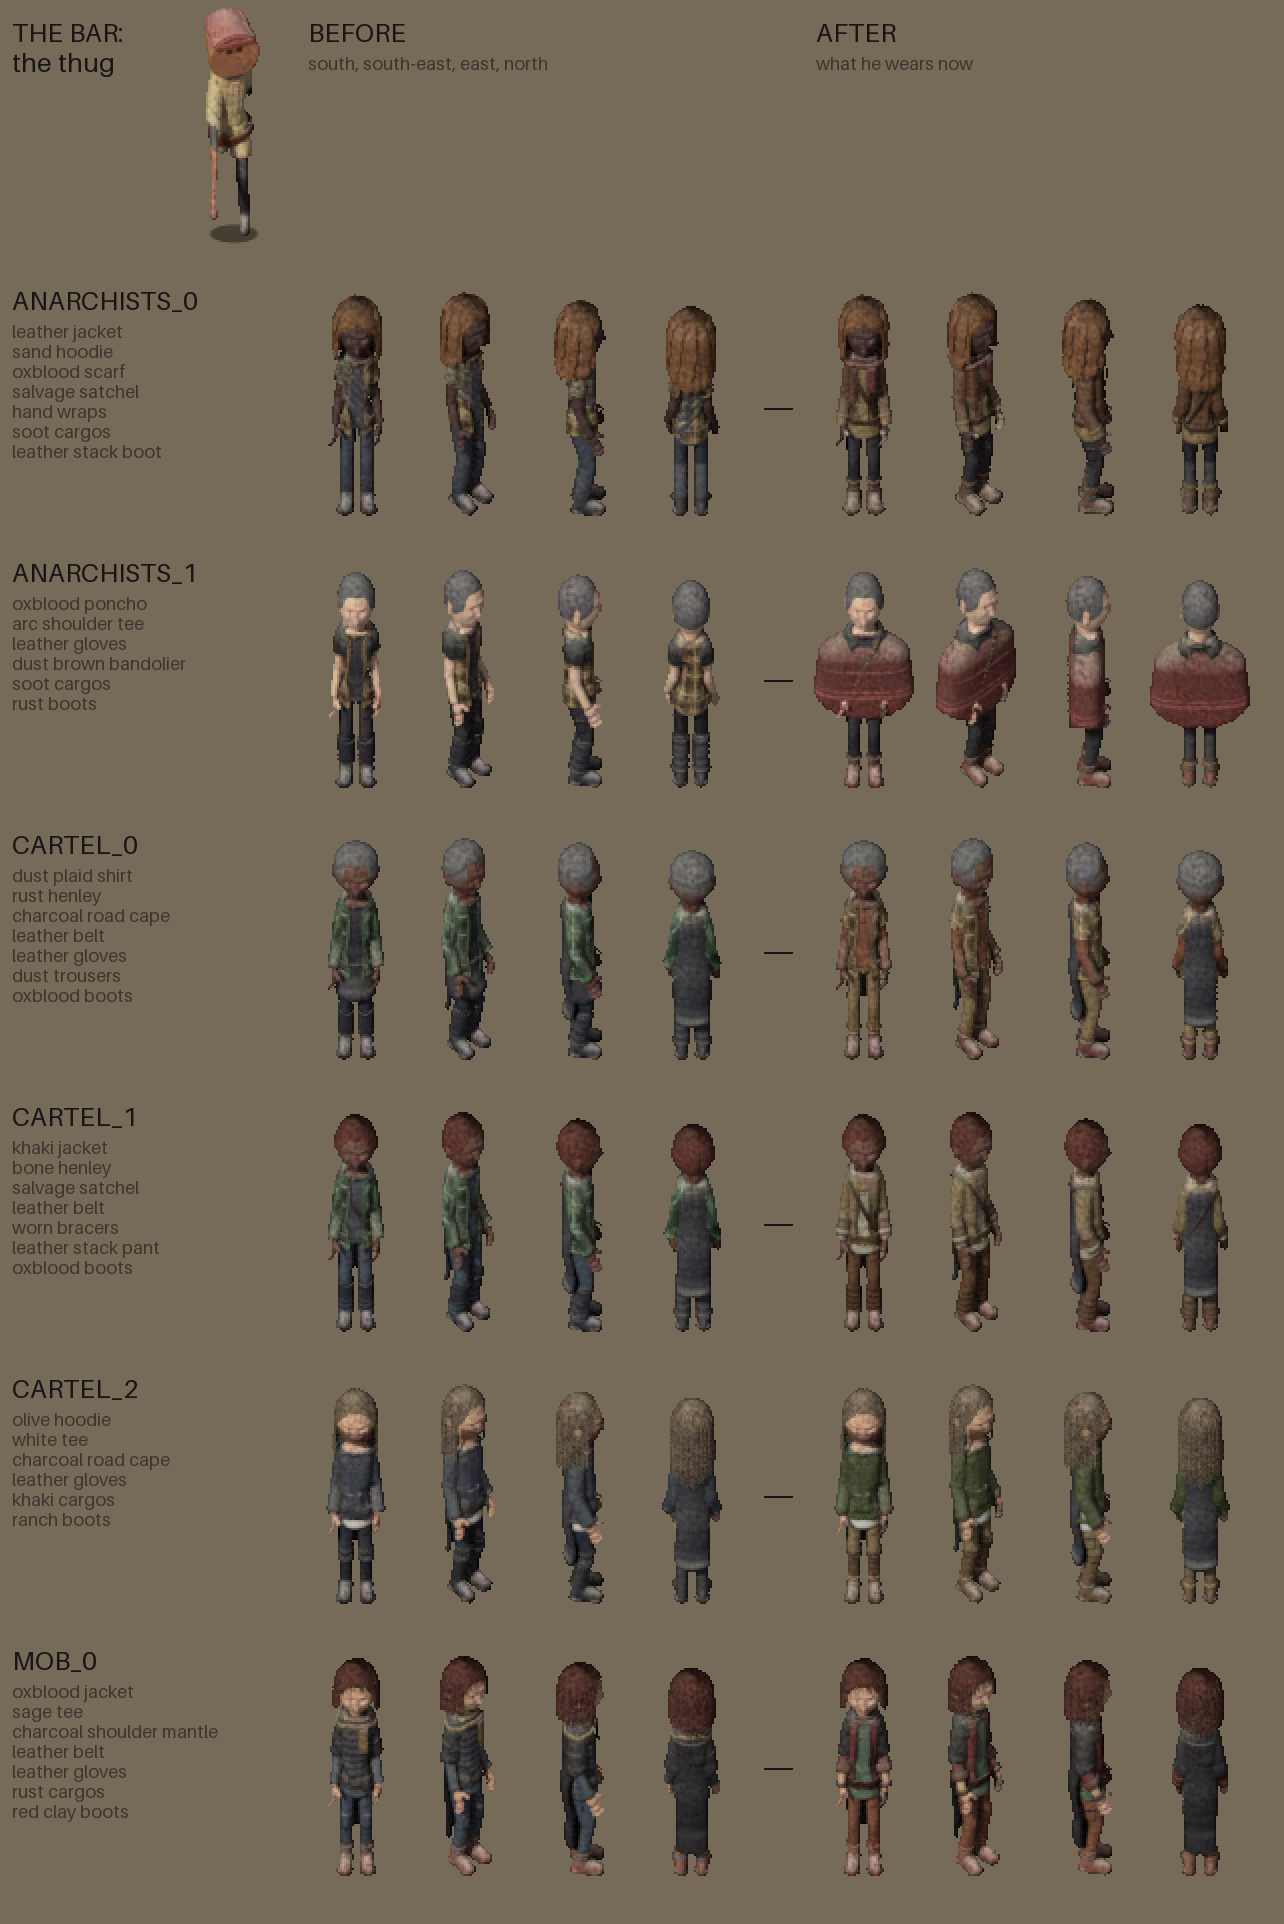 THE BAR:
the thug
BEFORE
south, south-east, east, north
AFTER
what he wears now
ANARCHISTS_0
leather jacket
sand hoodie
oxblood scarf
salvage satchel
hand wraps
soot cargos
leather stack boot
ANARCHISTS_1
oxblood poncho
arc shoulder tee
leather gloves
dust brown bandolier
soot cargos
rust boots
CARTEL_0
dust plaid shirt
rust henley
charcoal road cape
leather belt
leather gloves
dust trousers
oxblood boots
CARTEL_1
khaki jacket
bone henley
salvage satchel
leather belt
worn bracers
leather stack pant
oxblood boots
CARTEL_2
olive hoodie
white tee
charcoal road cape
leather gloves
khaki cargos
ranch boots
MOB_0
oxblood jacket
sage tee
charcoal shoulder mantle
leather belt
leather gloves
rust cargos
red clay boots